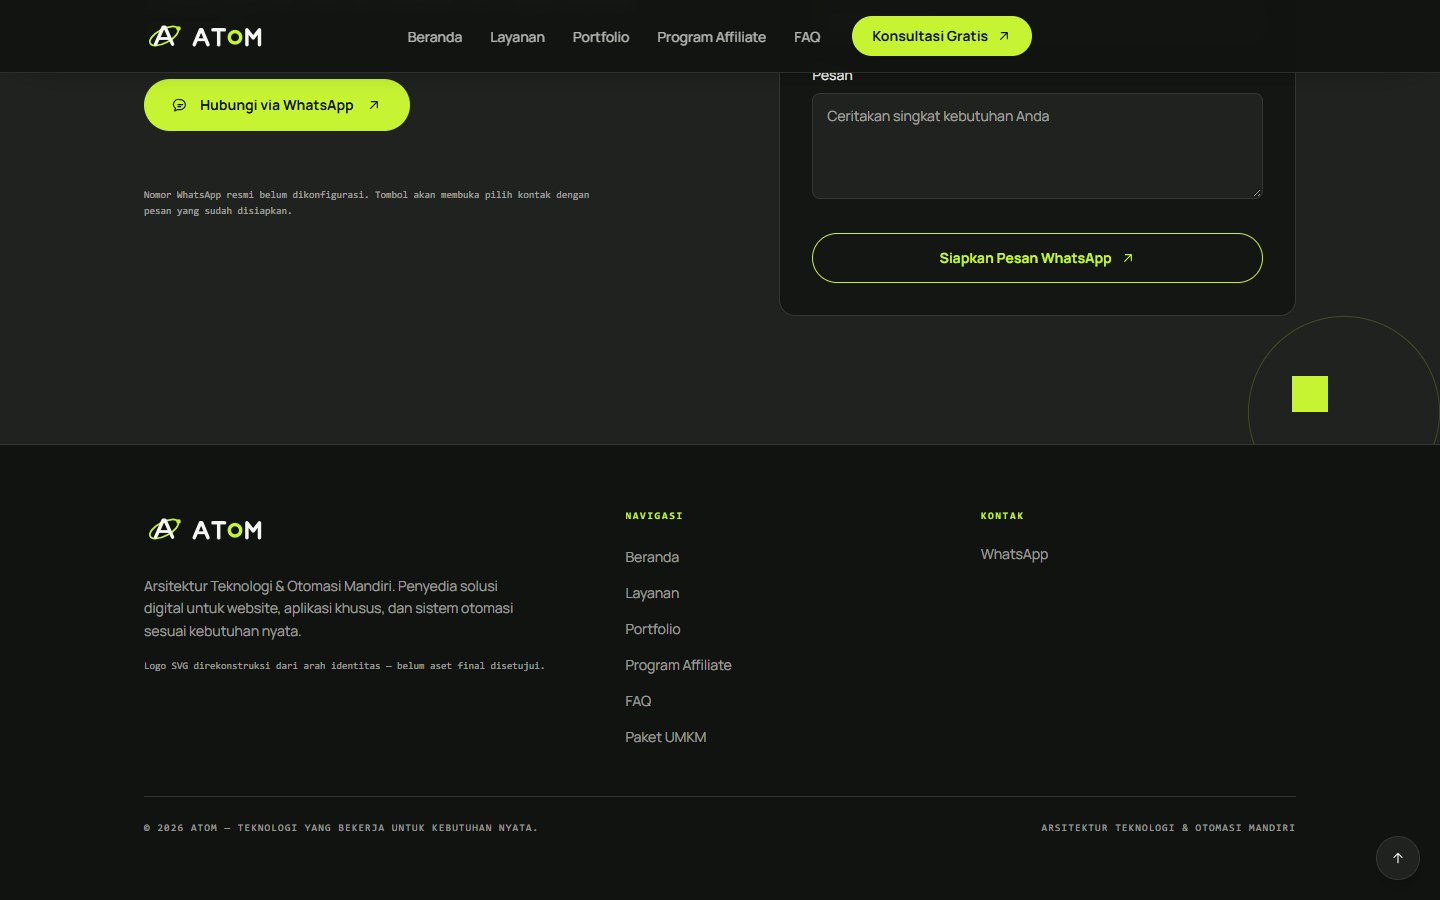 ATOM
Beranda
Layanan
Portfolio
Program Affiliate
FAQ
Konsultasi Gratis
Hubungi via WhatsApp
Nomor WhatsApp resmi belum dikonfigurasi. Tombol akan membuka pilih kontak dengan
pesan yang sudah disiapkan.
Pesan
Ceritakan singkat kebutuhan Anda
Siapkan Pesan WhatsApp
ATOM
Arsitektur Teknologi & Otomasi Mandiri. Penyedia solusi
digital untuk website, aplikasi khusus, dan sistem otomasi
sesuai kebutuhan nyata.
Logo SVG direkonstruksi dari arah identitas — belum aset final disetujui.
NAVIGASI
Beranda
Layanan
Portfolio
Program Affiliate
FAQ
Paket UMKM
KONTAK
WhatsApp
© 2026 ATOM — TEKNOLOGI YANG BEKERJA UNTUK KEBUTUHAN NYATA.
ARSITEKTUR TEKNOLOGI & OTOMASI MANDIRI